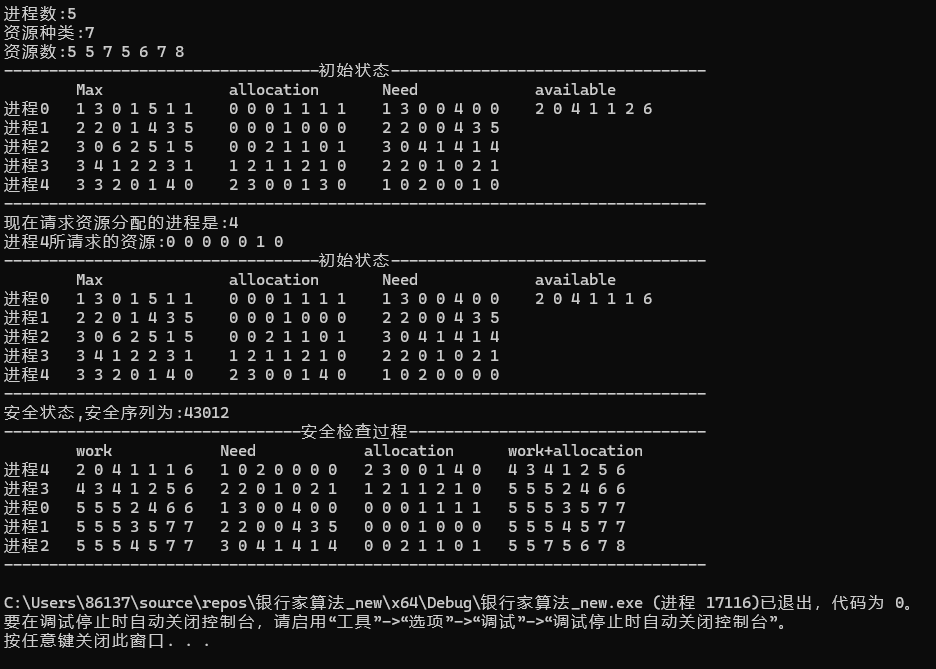 进程数:5
资源种类:7
资源数:5 5 7 5 6 7 8
-----------------------------------初始状态-----------------------------------
Max allocation Need available
进程0 1 3 0 1 5 1 1 0 0 0 1 1 1 1 1 3 0 0 4 0 0 2 0 4 1 1 2 6
进程1 2 2 0 1 4 3 5 0 0 0 1 0 0 0 2 2 0 0 4 3 5
进程2 3 0 6 2 5 1 5 0 0 2 1 1 0 1 3 0 4 1 4 1 4
进程3 3 4 1 2 2 3 1 1 2 1 1 2 1 0 2 2 0 1 0 2 1
进程4 3 3 2 0 1 4 0 2 3 0 0 1 3 0 1 0 2 0 0 1 0
------------------------------------------------------------------------------
现在请求资源分配的进程是:4
进程4所请求的资源:0 0 0 0 0 1 0
-----------------------------------初始状态-----------------------------------
Max allocation Need available
进程0 1 3 0 1 5 1 1 0 0 0 1 1 1 1 1 3 0 0 4 0 0 2 0 4 1 1 1 6
进程1 2 2 0 1 4 3 5 0 0 0 1 0 0 0 2 2 0 0 4 3 5
进程2 3 0 6 2 5 1 5 0 0 2 1 1 0 1 3 0 4 1 4 1 4
进程3 3 4 1 2 2 3 1 1 2 1 1 2 1 0 2 2 0 1 0 2 1
进程4 3 3 2 0 1 4 0 2 3 0 0 1 4 0 1 0 2 0 0 0 0
------------------------------------------------------------------------------
安全状态,安全序列为:43012
---------------------------------安全检查过程---------------------------------
work Need allocation work+allocation
进程4 2 0 4 1 1 1 6 1 0 2 0 0 0 0 2 3 0 0 1 4 0 4 3 4 1 2 5 6
进程3 4 3 4 1 2 5 6 2 2 0 1 0 2 1 1 2 1 1 2 1 0 5 5 5 2 4 6 6
进程0 5 5 5 2 4 6 6 1 3 0 0 4 0 0 0 0 0 1 1 1 1 5 5 5 3 5 7 7
进程1 5 5 5 3 5 7 7 2 2 0 0 4 3 5 0 0 0 1 0 0 0 5 5 5 4 5 7 7
进程2 5 5 5 4 5 7 7 3 0 4 1 4 1 4 0 0 2 1 1 0 1 5 5 7 5 6 7 8
------------------------------------------------------------------------------
C:\Users\86137\source\repos\银行家算法_new\x64\Debug\银行家算法_new.exe (进程 17116)已退出，代码为 0。
要在调试停止时自动关闭控制台，请启用“工具”->“选项”->“调试”->“调试停止时自动关闭控制台”。
按任意键关闭此窗口. . .